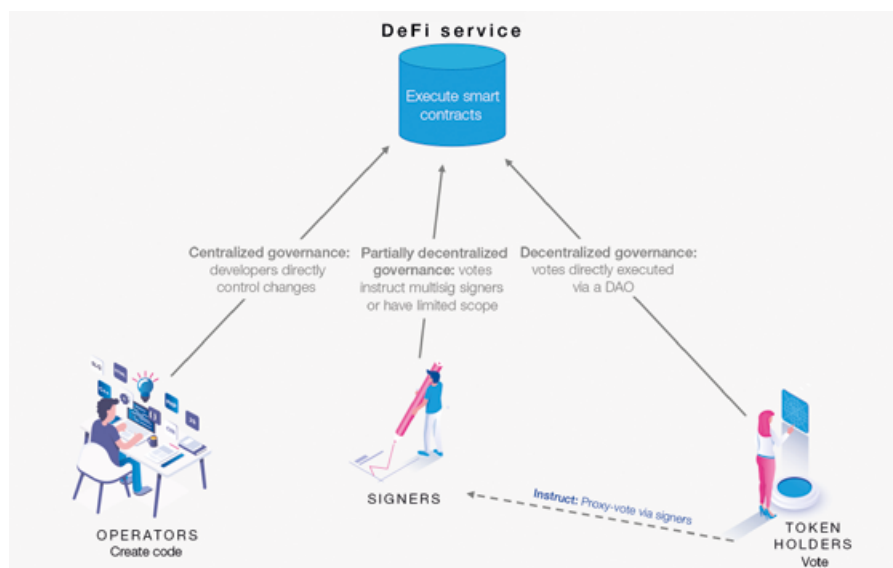 DeFi service
Execute smart
contracts
Centralized governance:
developers directly
control changes
Partially decentralized
governance: votes
instruct multisig signers
or have limited scope
Decentralized governance:
votes directly executed
via a DAO
OPERATORS
Create code
SIGNERS
Instruct: Proxy-vote via signers
TOKEN
HOLDERS
Vote